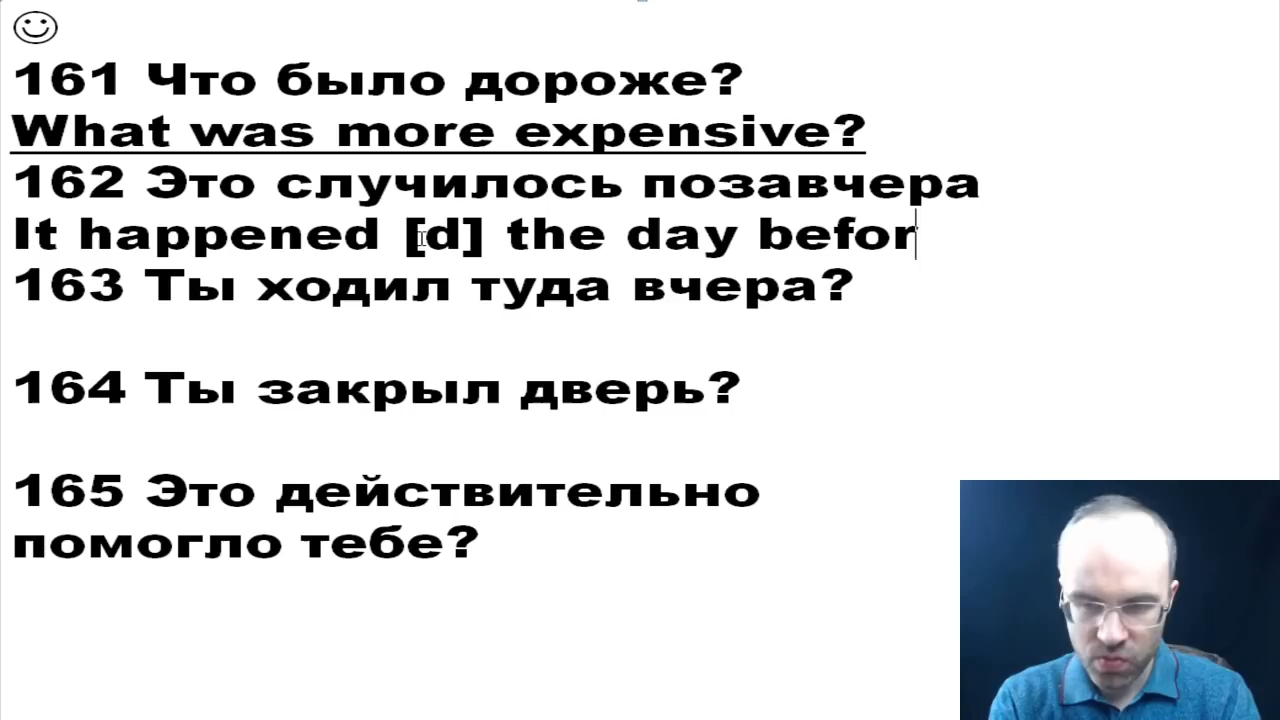 161 Что было дороже?
What was more expensive?
162 Это случилось позавчера
It happened [d] the day befor
163 Ты ходил туда вчера?
164 Ты закрыл дверь?
165 Это действительно
помогло тебе?